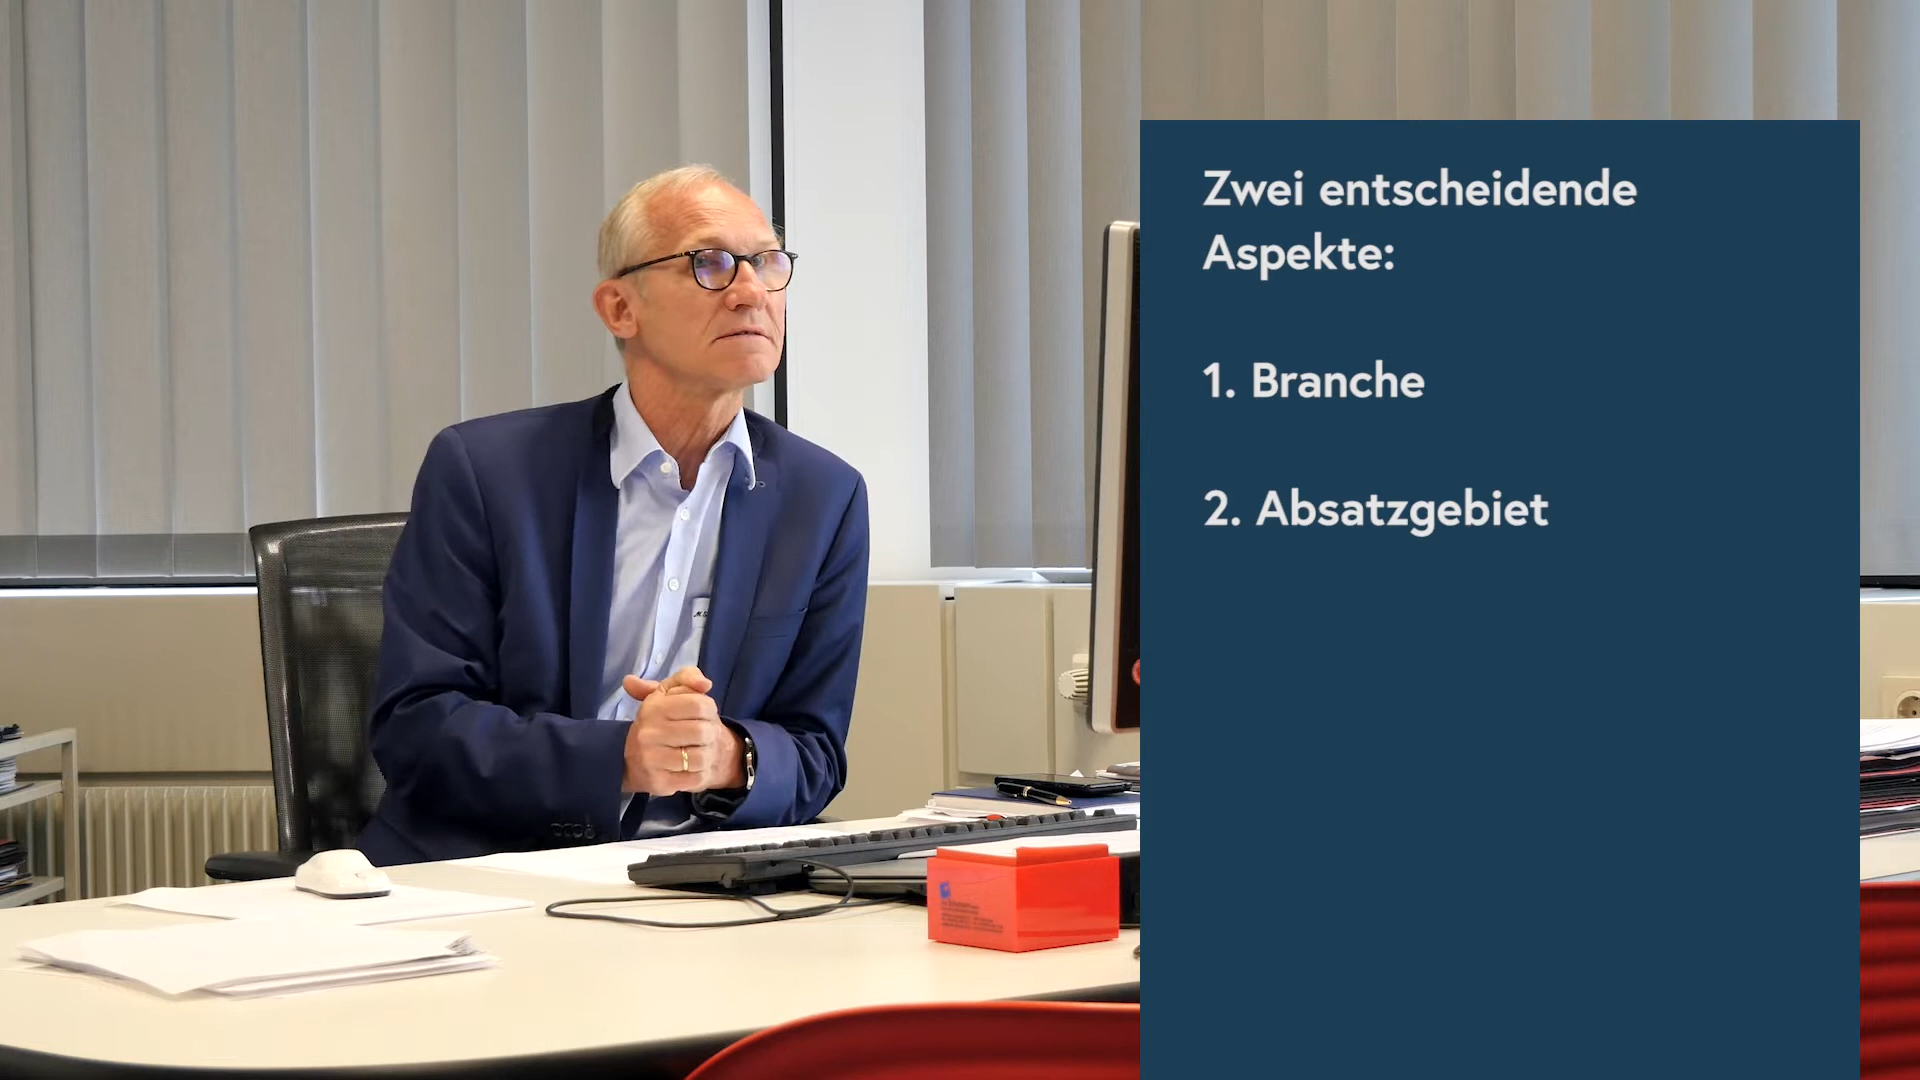 Zwei entscheidende
Aspekte:
1. Branche
2. Absatzgebiet